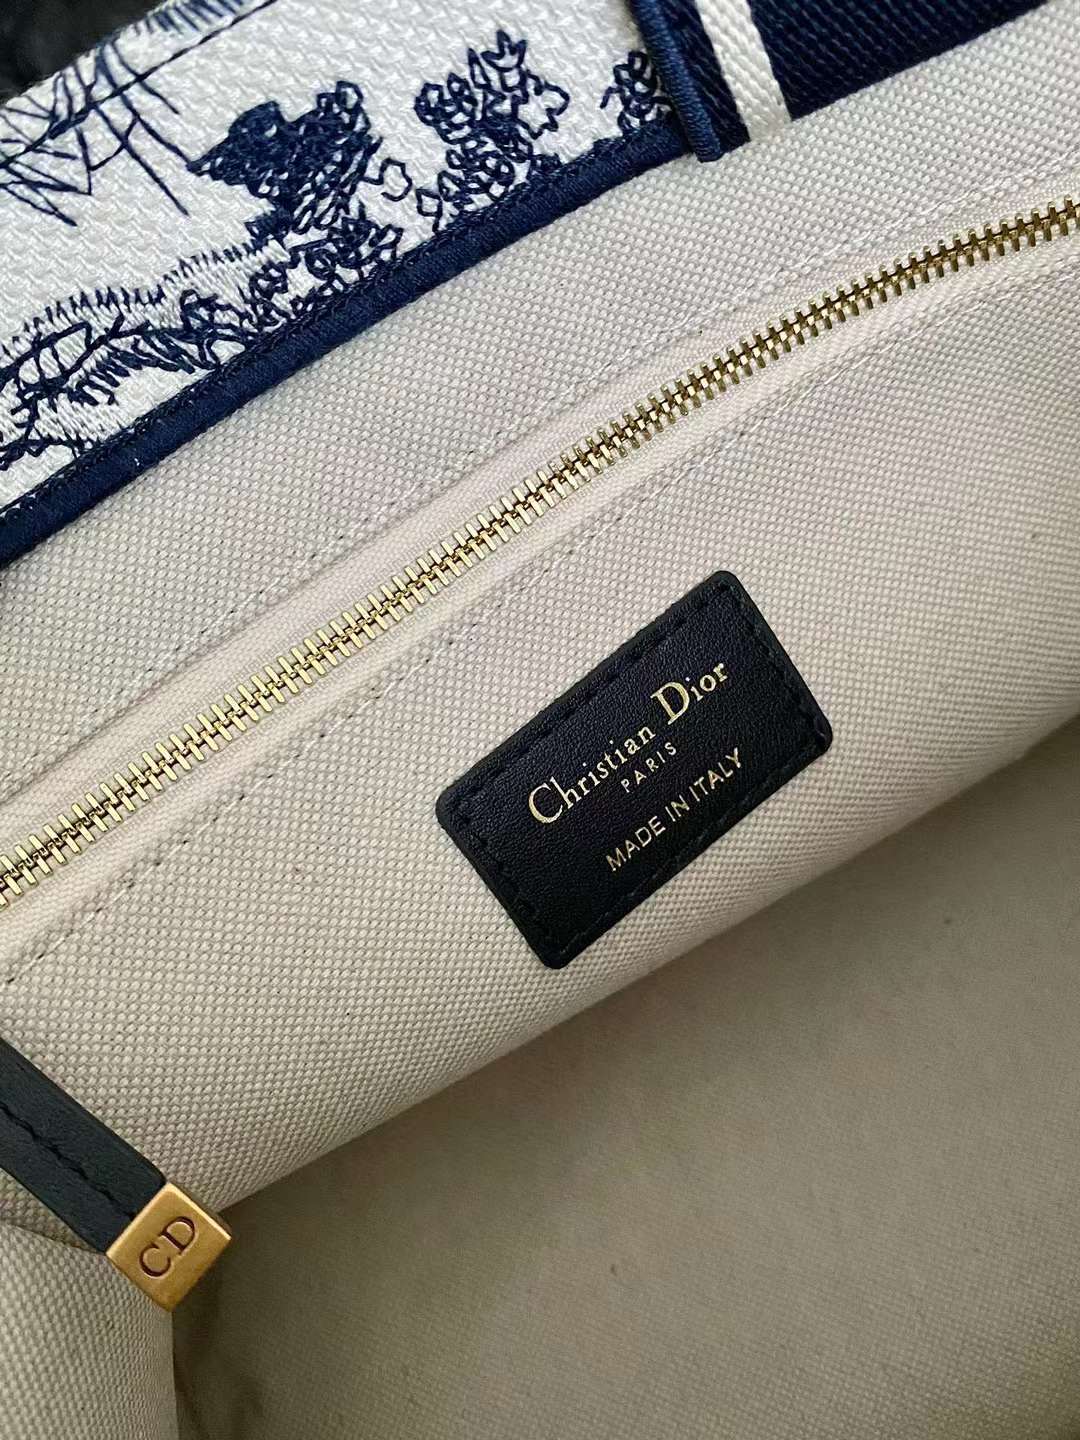 Christian Dior
PARIS
MADE IN ITALY
CD